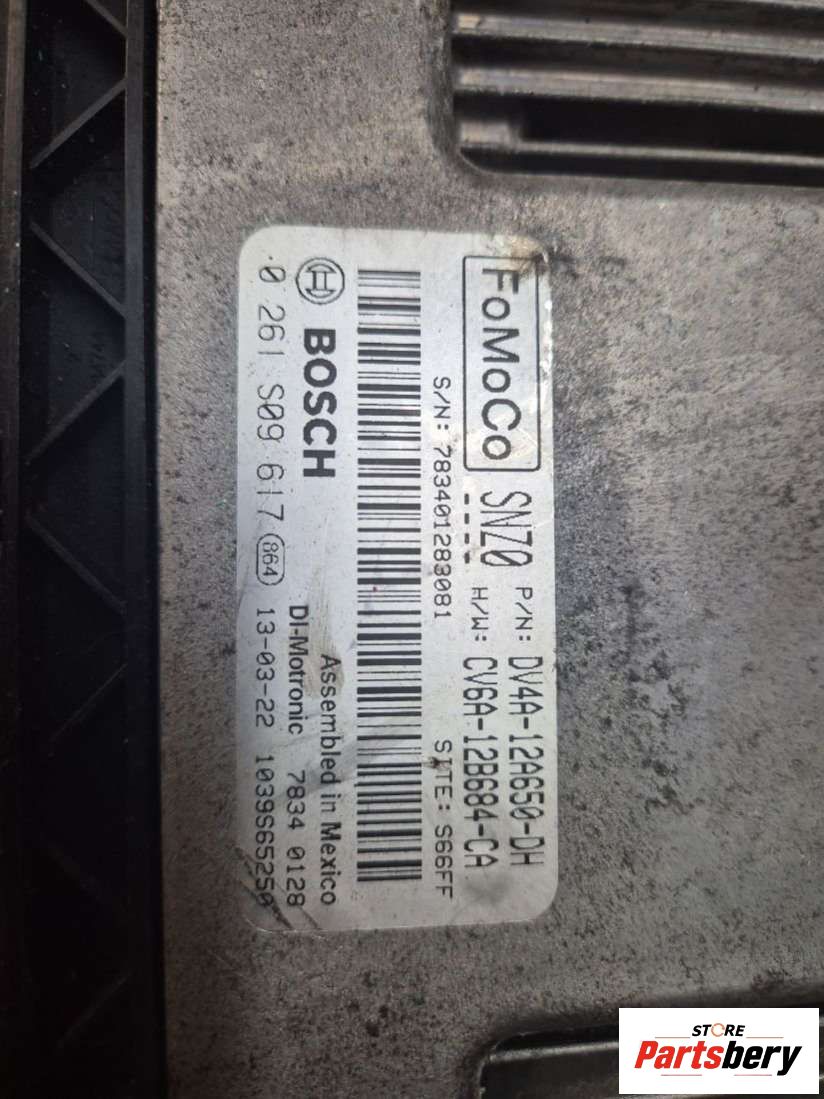 FoMoCo SNZ0 P/N: DV4A-12A650-DH
---- H/W: CV6A-12B684-CA
S/N: 783401283081 SITE: S66FF
BOSCH Assembled in Mexico
DI-Motronic 7834 0128
0 261 S09 617 864 13-03-22 1039S65250
STORE
Partsbery